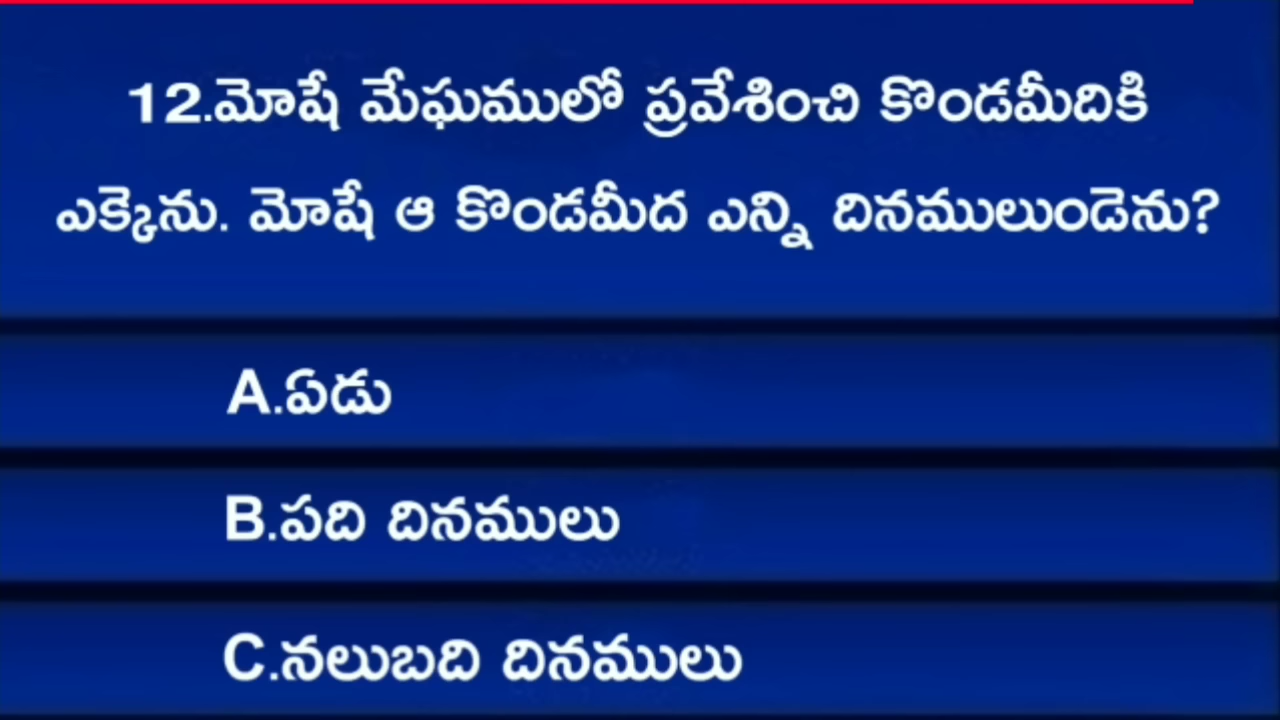 12.మోషే మేఘములో ప్రవేశించి కొండమీదికి
ఎక్కెను. మోషే ఆ కొండమీద ఎన్ని దినములుండెను?
A.ఏడు
B.పది దినములు
C.నలుబది దినములు